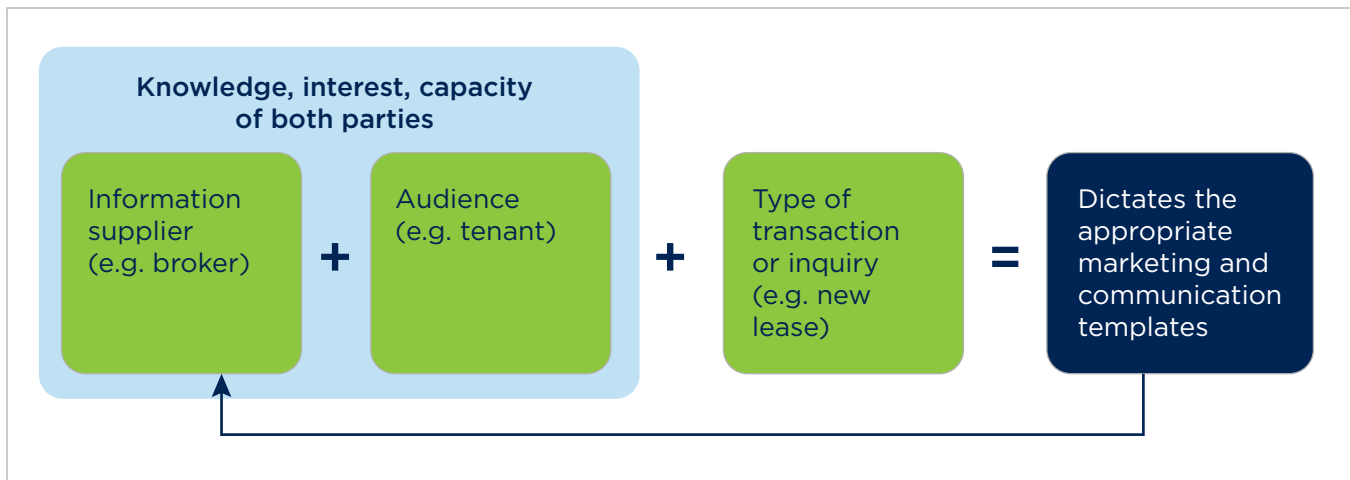 Knowledge, interest, capacity
of both parties
Information
supplier
(e.g. broker)
+
Audience
(e.g. tenant)
+
Type of
transaction
or inquiry
(e.g. new
lease)
=
Dictates the
appropriate
marketing and
communication
templates